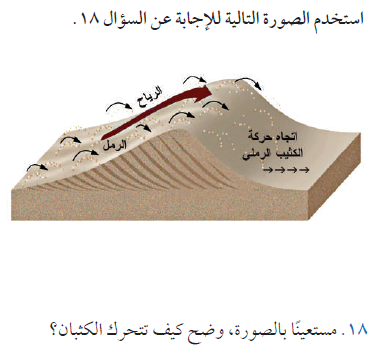 استخدم الصورة التالية للإجابة عن السؤال ١٨.
الرياح
الرمل
اتجاه حركة
الكثيب الرملي
→→→→
١٨. مستعينًا بالصورة، وضح كيف تتحرك الكثبان؟